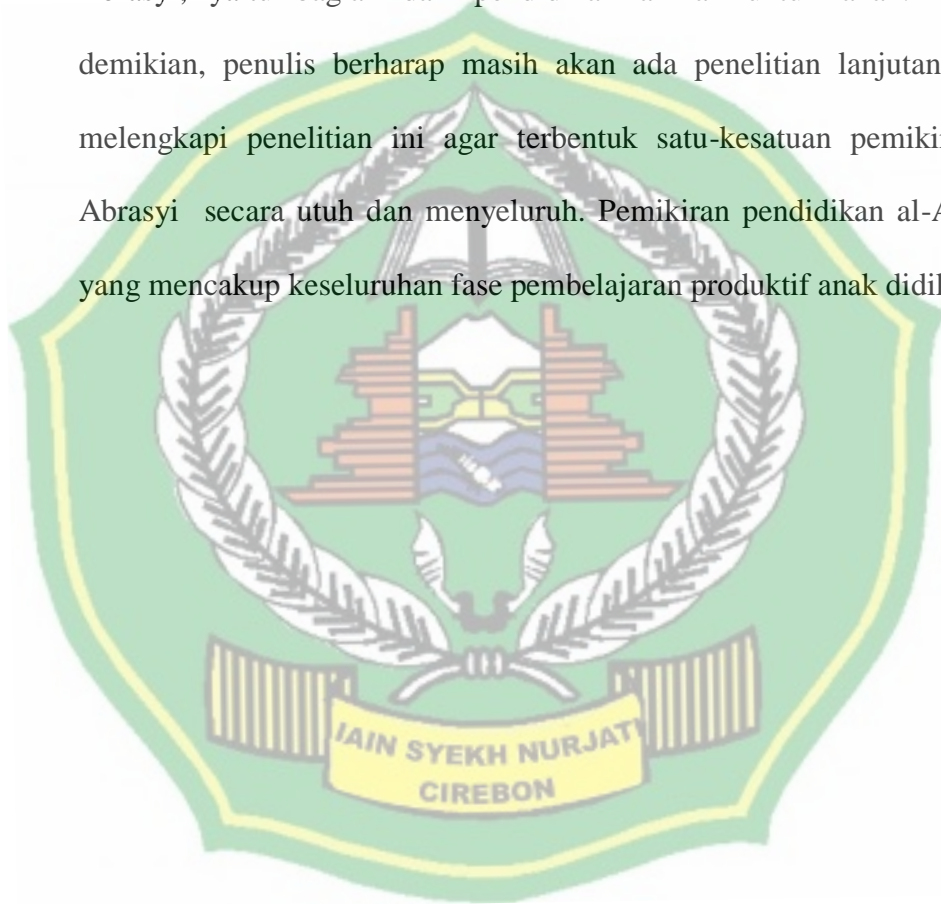 demikian, penulis berharap masih akan ada penelitian lanjutan
melengkapi penelitian ini agar terbentuk satu-kesatuan
Abrasyi secara utuh dan menyeluruh. Pemikiran pendidikan
yang mencakup keseluruhan fase pembelajaran produktif anak
IAIN SYEKH NURJATI
CIREBON